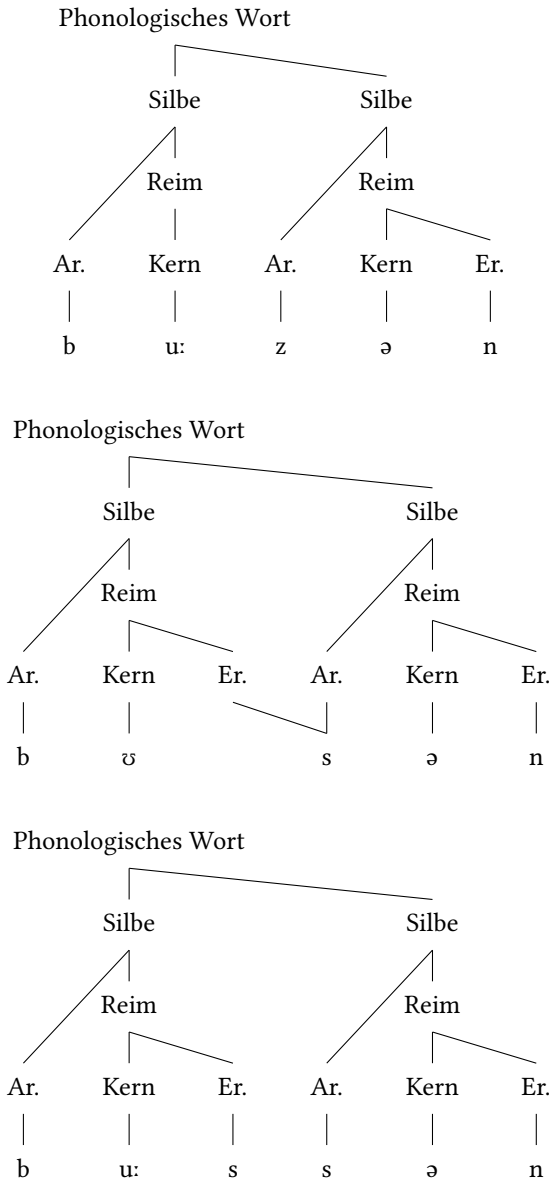 Phonologisches Wort
Silbe Silbe
Reim Reim
Ar. Kern Ar. Kern Er.
b uː z ə n
Phonologisches Wort
Silbe Silbe
Reim Reim
Ar. Kern Er. Ar. Kern Er.
b ʊ s ə n
Phonologisches Wort
Silbe Silbe
Reim Reim
Ar. Kern Er. Ar. Kern Er.
b uː s s ə n